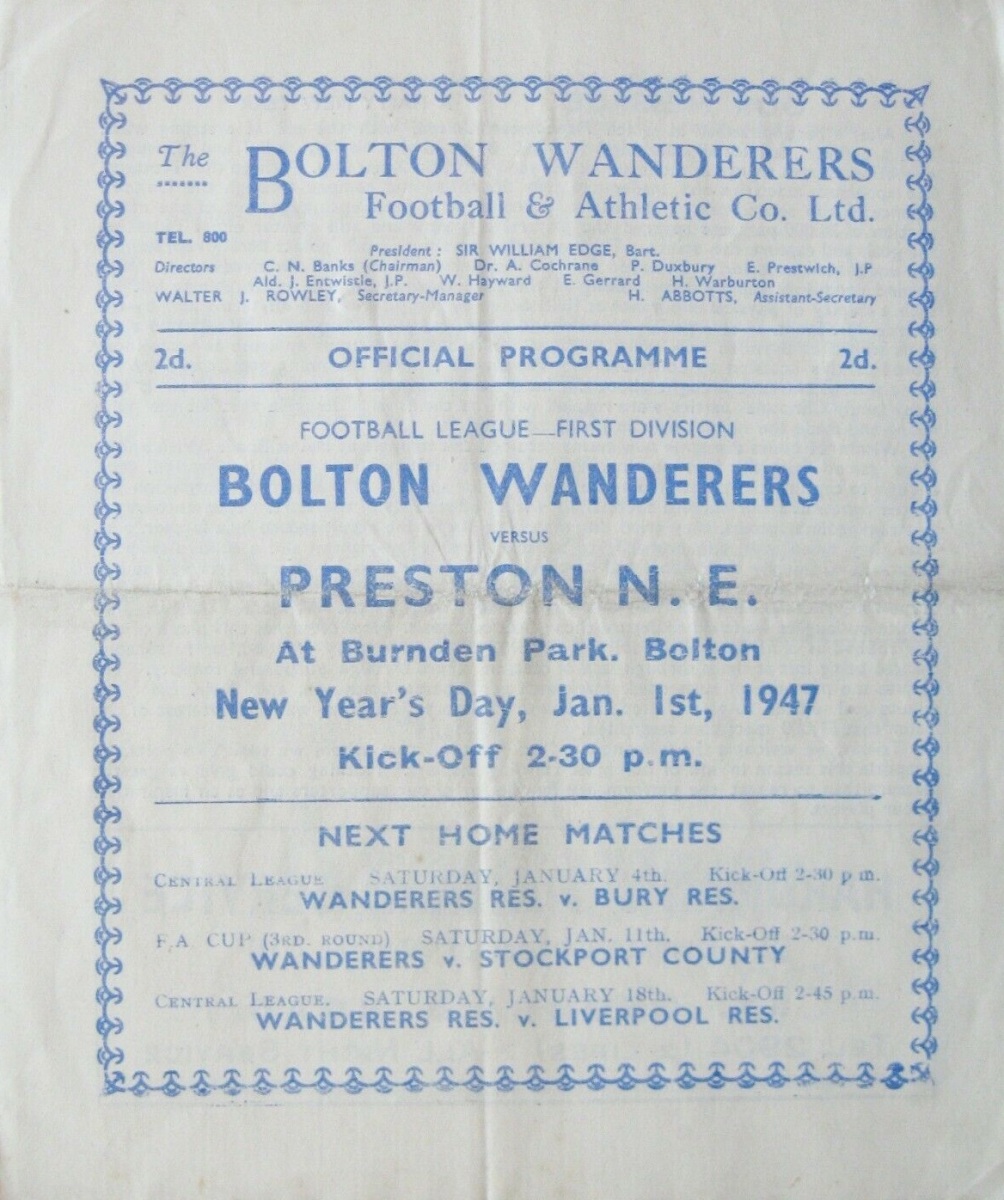 The BOLTON WANDERERS
Football & Athletic Co. Ltd.
TEL. 800
President : SIR WILLIAM EDGE, Bart.
Directors C. N. Banks (Chairman) Dr. A. Cochrane P. Duxbury E. Prestwich, J.P
Ald. J. Entwistle, J.P. W. Hayward E. Gerrard H. Warburton
WALTER J. ROWLEY, Secretary-Manager H. ABBOTTS, Assistant-Secretary
2d. OFFICIAL PROGRAMME 2d.
FOOTBALL LEAGUE—FIRST DIVISION
BOLTON WANDERERS
VERSUS
PRESTON N. E.
At Burnden Park. Bolton
New Year's Day, Jan. 1st, 1947
Kick-Off 2-30 p.m.
NEXT HOME MATCHES
CENTRAL LEAGUE SATURDAY, JANUARY 4th. Kick-Off 2-30 p m.
WANDERERS RES. v. BURY RES.
F.A CUP (3RD. ROUND) SATURDAY, JAN. 11th. Kick-Off 2-30 p.m.
WANDERERS v. STOCKPORT COUNTY
CENTRAL LEAGUE. SATURDAY, JANUARY 18th. Kick-Off 2-45 p.m.
WANDERERS RES. v. LIVERPOOL RES.